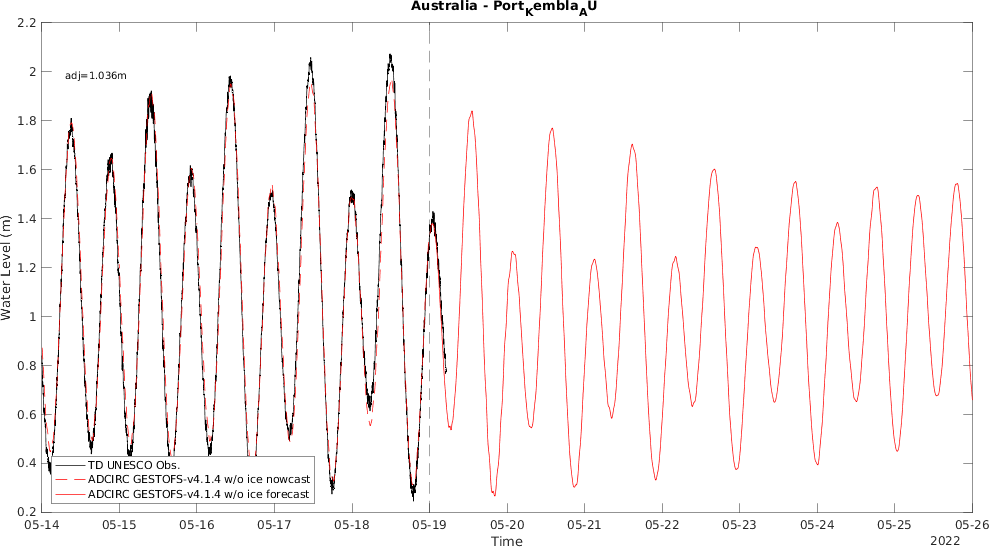 Australia - PortKemblaAU
2.2
2
1.8
1.6
1.4
1.2
1
0.8
0.6
0.4
0.2
Water Level (m)
adj=1.036m
TD UNESCO Obs.
ADCIRC GESTOFS-v4.1.4 w/o ice nowcast
ADCIRC GESTOFS-v4.1.4 w/o ice forecast
05-14 05-15 05-16 05-17 05-18 05-19 05-20 05-21 05-22 05-23 05-24 05-25 05-26
Time
2022